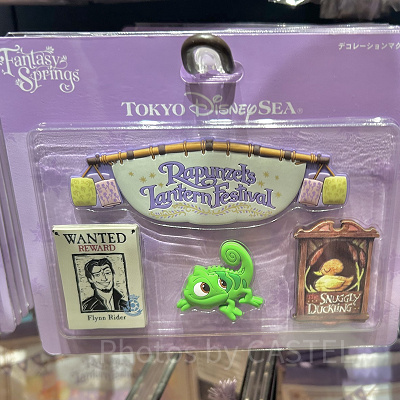 Fantasy
Springs
デコレーションマグ
TOKYO DISNEYSEA®
Rapunzel's
Lantern Festival
WANTED
REWARD
Flynn Rider
The SNUGGLY
DUCKLING
Photos by CASTEL